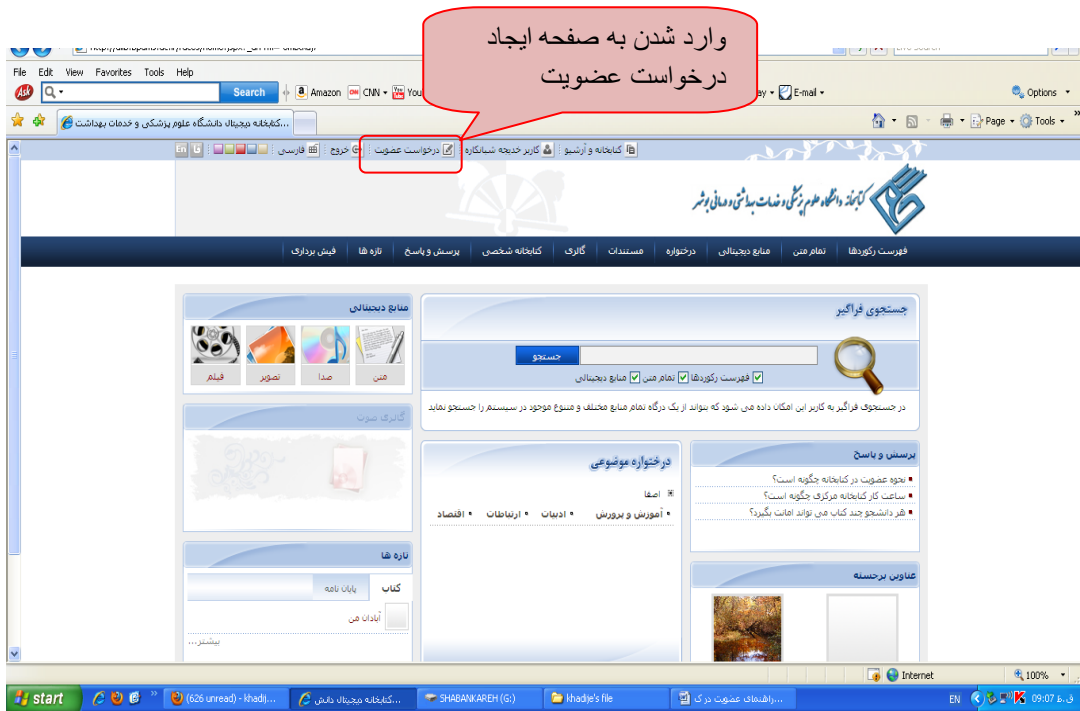 وارد شدن به صفحه ایجاد
درخواست عضویت
Live Search
File Edit View Favorites Tools Help
Ask Search Amazon CNN You ay E-mail Options
کتابخانه دیجیتال دانشگاه علوم پزشکی و خدمات بهداشت...
Page Tools
کتابخانه و آرشیو کاربر خدیجه شبانکاره درخواست عضویت خروج فارسی
کتابخانه دانشگاه علوم پزشکی و خدمات بهداشتی و درمانی بوشهر
فهرست رکوردها تمام متن منابع دیجیتالی درختواره مستندات گالری کتابخانه شخصی پرسش و پاسخ تازه ها فیش برداری
جستجوی فراگیر
جستجو
فهرست رکوردها تمام متن منابع دیجیتالی
در جستجوی فراگیر به کاربر این امکان داده می شود که بتواند از یک درگاه تمام منابع مختلف و متنوع موجود در سیستم را جستجو نماید
منابع دیجیتالی
متن صدا تصویر فیلم
گالری صوت
پرسش و پاسخ
نحوه عضویت در کتابخانه چگونه است؟
ساعت کار کتابخانه مرکزی چگونه است؟
هر دانشجو چند کتاب می تواند امانت بگیرد؟
درختواره موضوعی
اصفا
آموزش و پرورش ادبیات ارتباطات اقتصاد
تازه ها
کتاب پایان نامه
آبادان من
بیشتر...
عناوین برجسته
Internet 100%
start (626 unread) - khadij... کتابخانه دیجیتال دانش... SHABANKAREH (G:) khadije's file راهنمای عضویت در ک... EN 09:07 ق.ظ